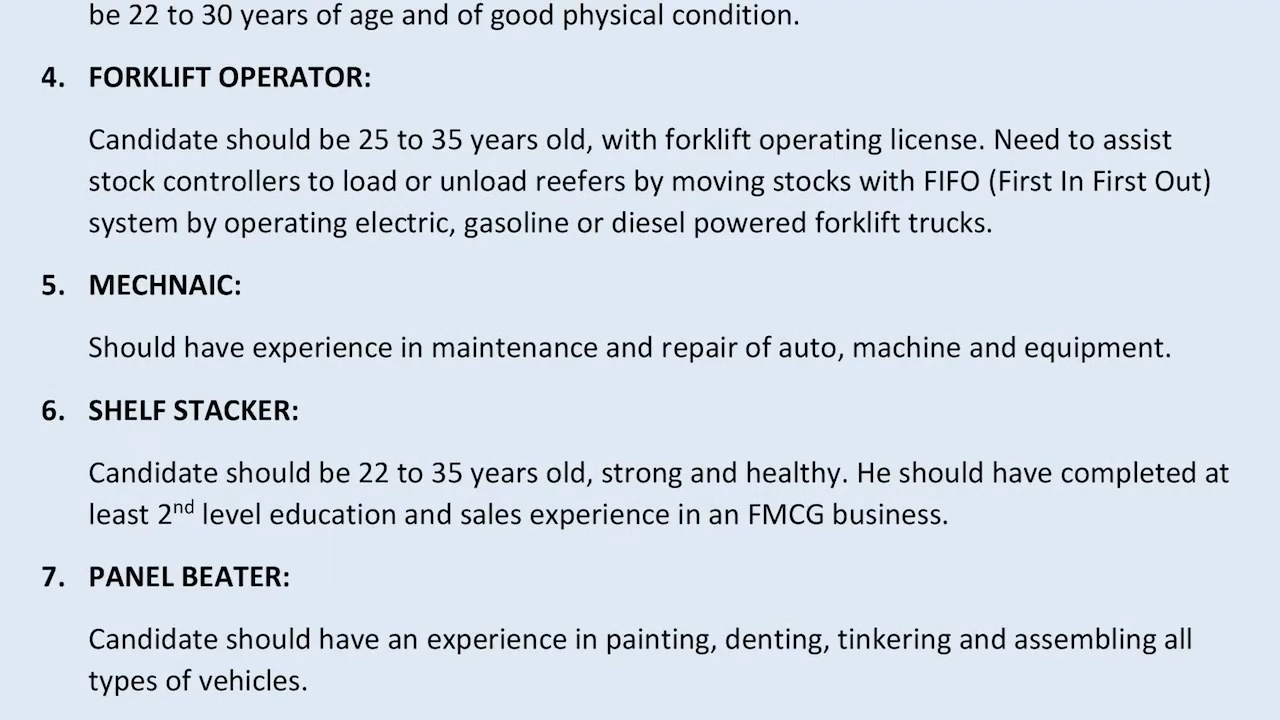 be 22 to 30 years of age and of good physical condition.
4. FORKLIFT OPERATOR:
Candidate should be 25 to 35 years old, with forklift operating license. Need to assist
stock controllers to load or unload reefers by moving stocks with FIFO (First In First Out)
system by operating electric, gasoline or diesel powered forklift trucks.
5. MECHNAIC:
Should have experience in maintenance and repair of auto, machine and equipment.
6. SHELF STACKER:
Candidate should be 22 to 35 years old, strong and healthy. He should have completed at
least 2nd level education and sales experience in an FMCG business.
7. PANEL BEATER:
Candidate should have an experience in painting, denting, tinkering and assembling all
types of vehicles.